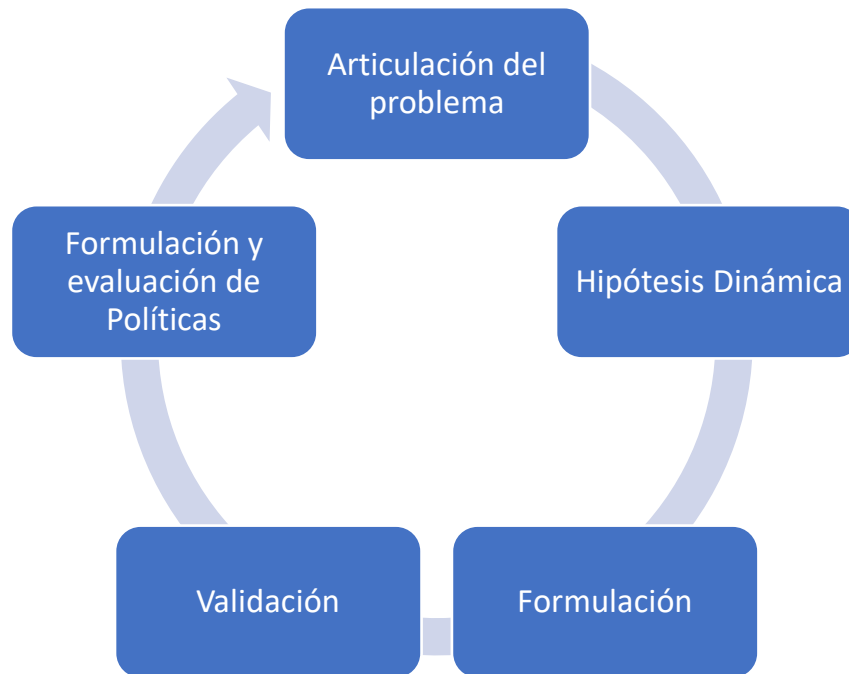 Articulación del
problema
Hipótesis Dinámica
Formulación
Validación
Formulación y
evaluación de
Políticas